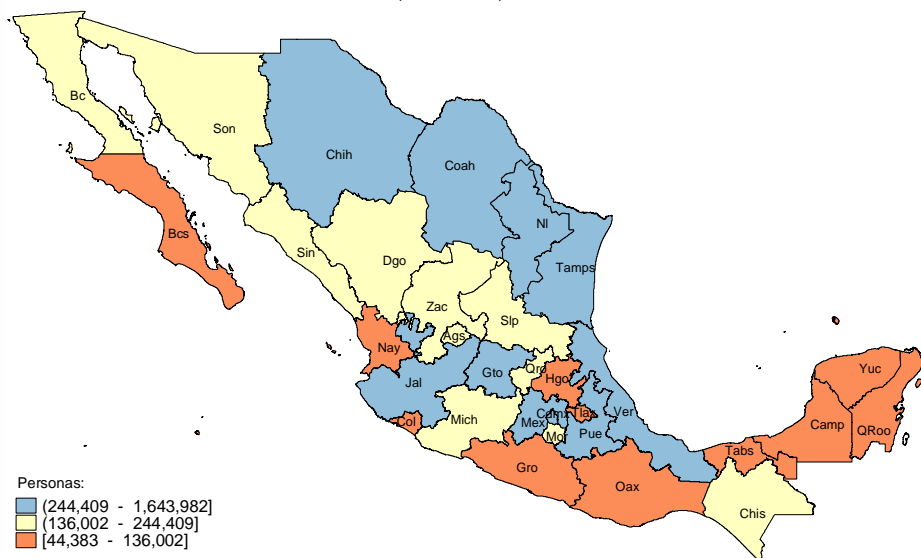 Bc
Son
Chih
Coah
Nl
Bcs
Sin
Dgo
Tamps
Zac
Slp
Ags
Nay
Gto
Qro
Hgo
Jal
Yuc
Mich
Mex
Cdmx
Tlax
Ver
Col
Mor
Pue
Camp
QRoo
Tabs
Gro
Oax
Chis
Personas:
(244,409 - 1,643,982]
(136,002 - 244,409]
[44,383 - 136,002]